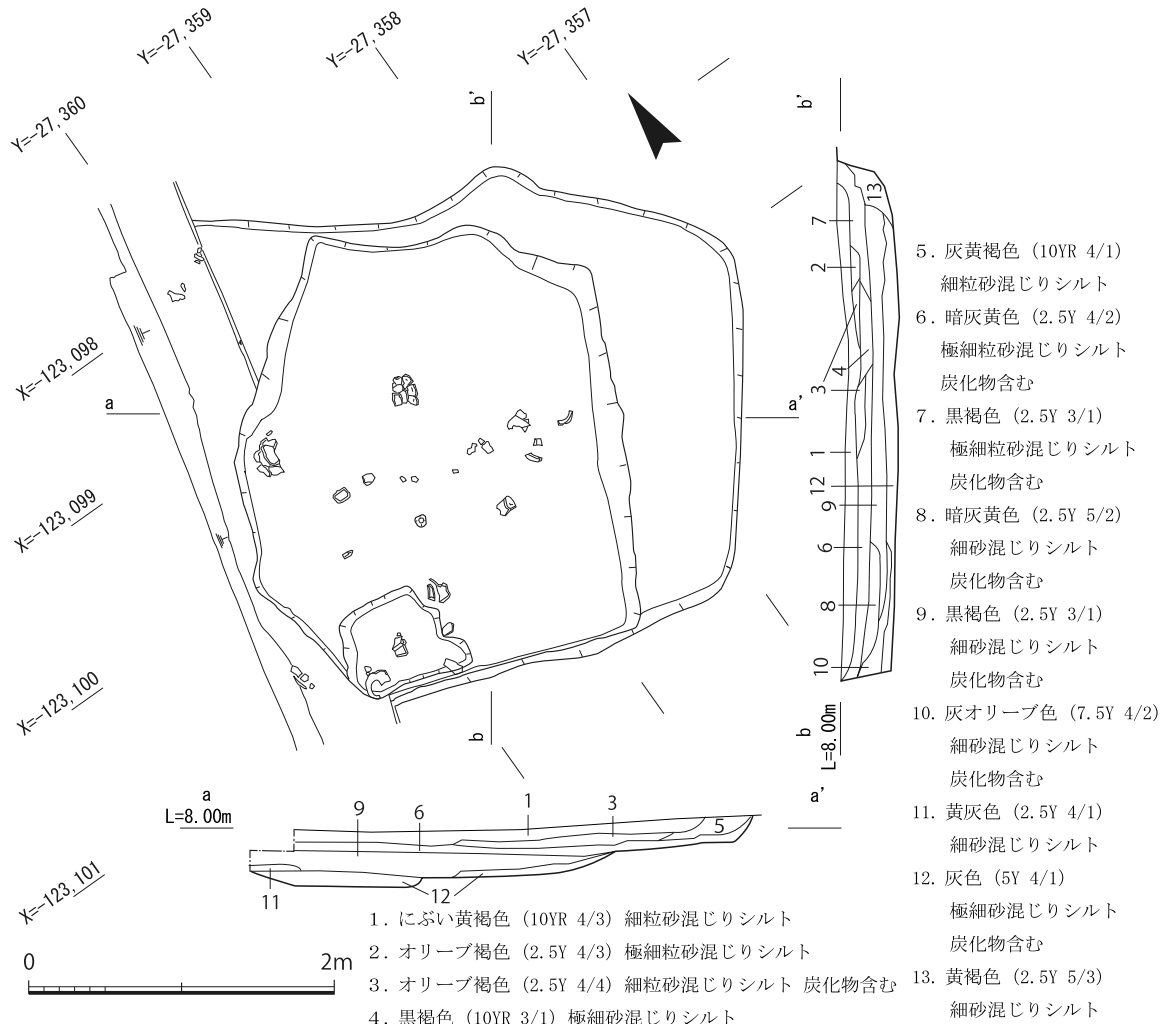 Y=-27,359
Y=-27,358
Y=-27,357
Y=-27,360
b'
b'
X=-123,098
a
a'
X=-123,099
X=-123,100
b
X=-123,101
13
7
2
4
3
1
12
9
6
8
10
b
L=8.00m
a
L=8.00m
a'
9
6
1
3
5
11
12
0
2m
1. にぶい黄褐色 (10YR 4/3) 細粒砂混じりシルト
2. オリーブ褐色 (2.5Y 4/3) 極細粒砂混じりシルト
3. オリーブ褐色 (2.5Y 4/4) 細粒砂混じりシルト 炭化物含む
4. 黒褐色 (10YR 3/1) 極細砂混じりシルト
5. 灰黄褐色 (10YR 4/1)
細粒砂混じりシルト
6. 暗灰黄色 (2.5Y 4/2)
極細粒砂混じりシルト
炭化物含む
7. 黒褐色 (2.5Y 3/1)
極細粒砂混じりシルト
炭化物含む
8. 暗灰黄色 (2.5Y 5/2)
細砂混じりシルト
炭化物含む
9. 黒褐色 (2.5Y 3/1)
細砂混じりシルト
炭化物含む
10. 灰オリーブ色 (7.5Y 4/2)
細砂混じりシルト
炭化物含む
11. 黄灰色 (2.5Y 4/1)
細砂混じりシルト
12. 灰色 (5Y 4/1)
極細砂混じりシルト
炭化物含む
13. 黄褐色 (2.5Y 5/3)
細砂混じりシルト